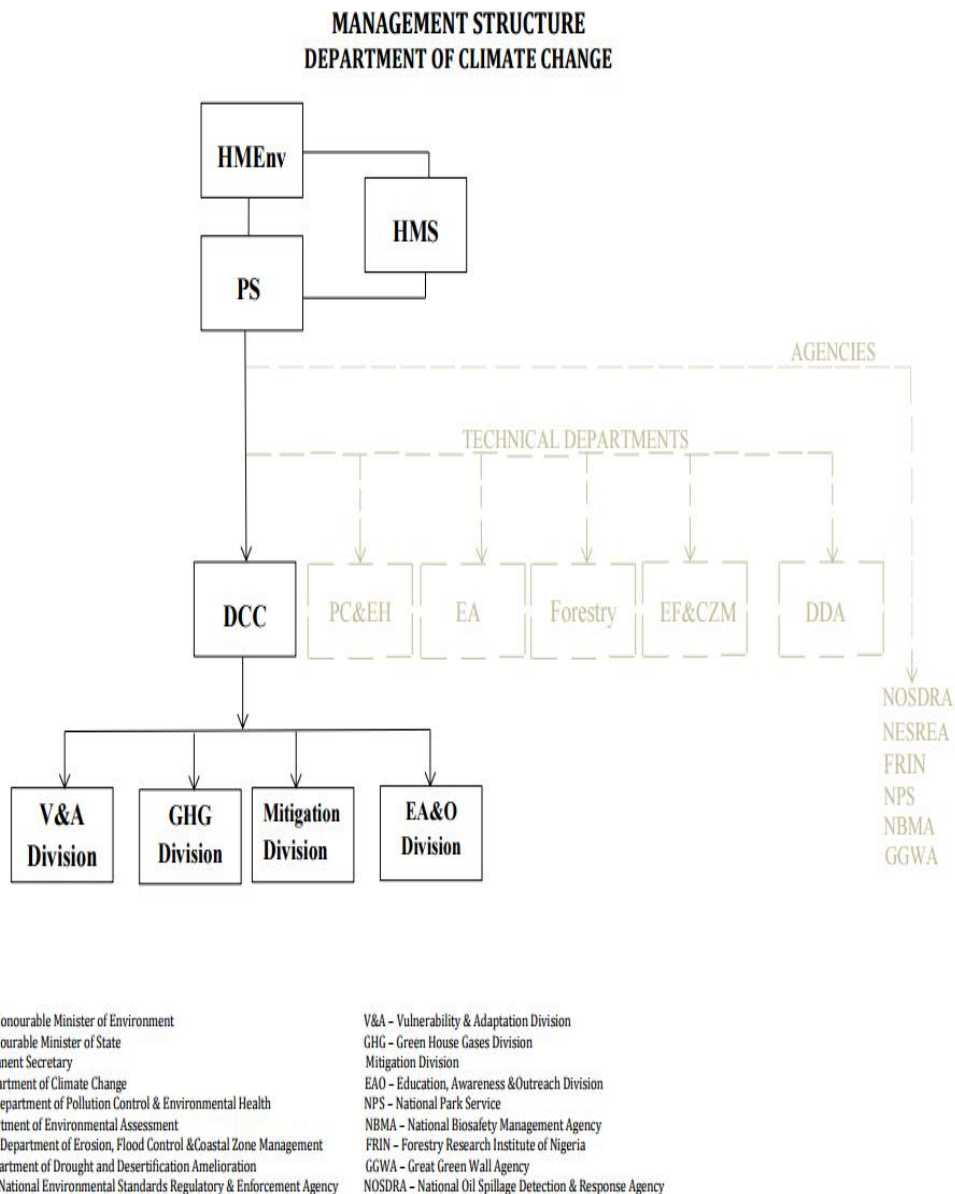 MANAGEMENT STRUCTURE
DEPARTMENT OF CLIMATE CHANGE
HMEnv
HMS
PS
AGENCIES
TECHNICAL DEPARTMENTS
DCC
PC&EH
EA
Forestry
EF&CZM
DDA
NOSDRA
NESREA
FRIN
NPS
NBMA
GGWA
V&A
Division
GHG
Division
Mitigation
Division
EA&O
Division
onourable Minister of Environment
ourable Minister of State
nent Secretary
artment of Climate Change
epartment of Pollution Control & Environmental Health
tment of Environmental Assessment
Department of Erosion, Flood Control &Coastal Zone Management
artment of Drought and Desertification Amelioration
National Environmental Standards Regulatory & Enforcement Agency
V&A – Vulnerability & Adaptation Division
GHG – Green House Gases Division
Mitigation Division
EAO – Education, Awareness &Outreach Division
NPS – National Park Service
NBMA – National Biosafety Management Agency
FRIN – Forestry Research Institute of Nigeria
GGWA – Great Green Wall Agency
NOSDRA – National Oil Spillage Detection & Response Agency